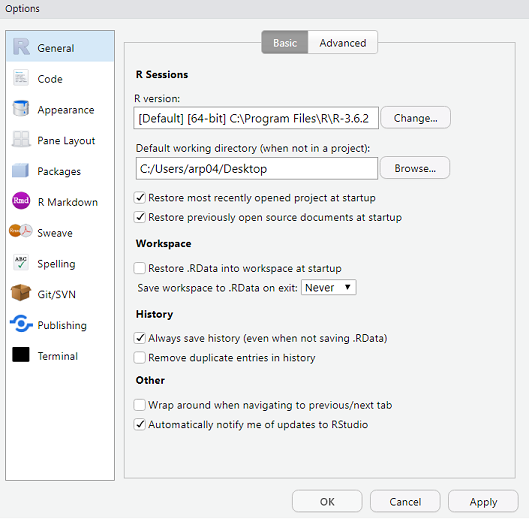 Options
General
Code
Appearance
Pane Layout
Packages
R Markdown
Sweave
ABC
Spelling
Git/SVN
Publishing
Terminal
Basic Advanced
R Sessions
R version:
[Default] [64-bit] C:\Program Files\R\R-3.6.2 Change...
Default working directory (when not in a project):
C:/Users/arp04/Desktop Browse...
Restore most recently opened project at startup
Restore previously open source documents at startup
Workspace
Restore .RData into workspace at startup
Save workspace to .RData on exit: Never
History
Always save history (even when not saving .RData)
Remove duplicate entries in history
Other
Wrap around when navigating to previous/next tab
Automatically notify me of updates to RStudio
OK Cancel Apply